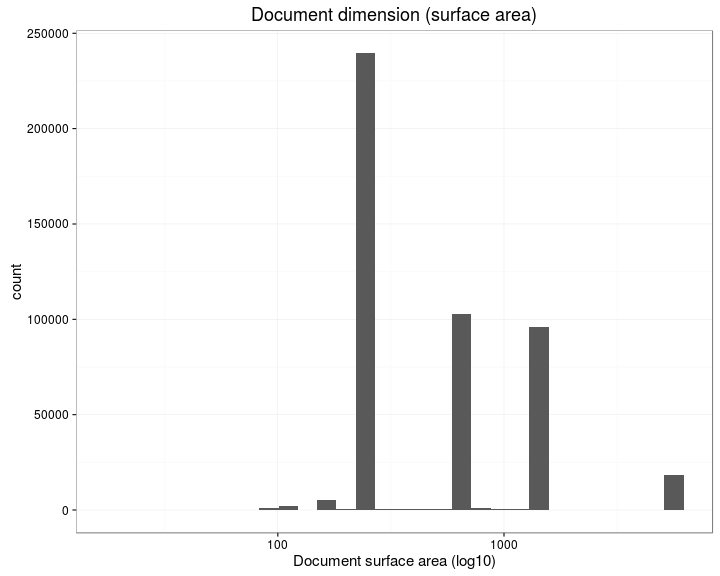 Document dimension (surface area)
250000
200000
150000
100000
50000
0
count
100 1000
Document surface area (log10)